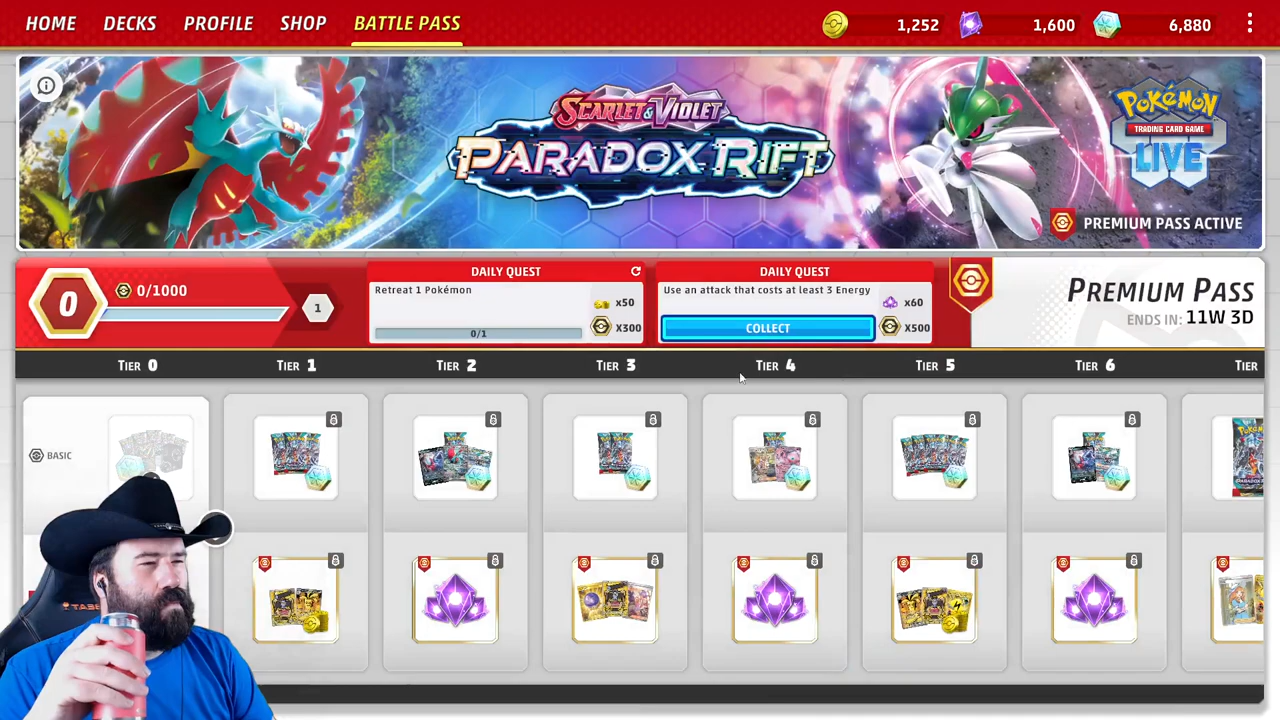 HOME DECKS PROFILE SHOP BATTLE PASS 1,252 1,600 6,880
SCARLET & VIOLET
PARADOX RIFT
POKÉMON
TRADING CARD GAME
LIVE
PREMIUM PASS ACTIVE
0 0/1000 1
DAILY QUEST
Retreat 1 Pokémon
x50
x300
0/1
DAILY QUEST
Use an attack that costs at least 3 Energy
x60
COLLECT
x500
PREMIUM PASS
ENDS IN: 11W 3D
TIER 0 TIER 1 TIER 2 TIER 3 TIER 4 TIER 5 TIER 6 TIER
BASIC